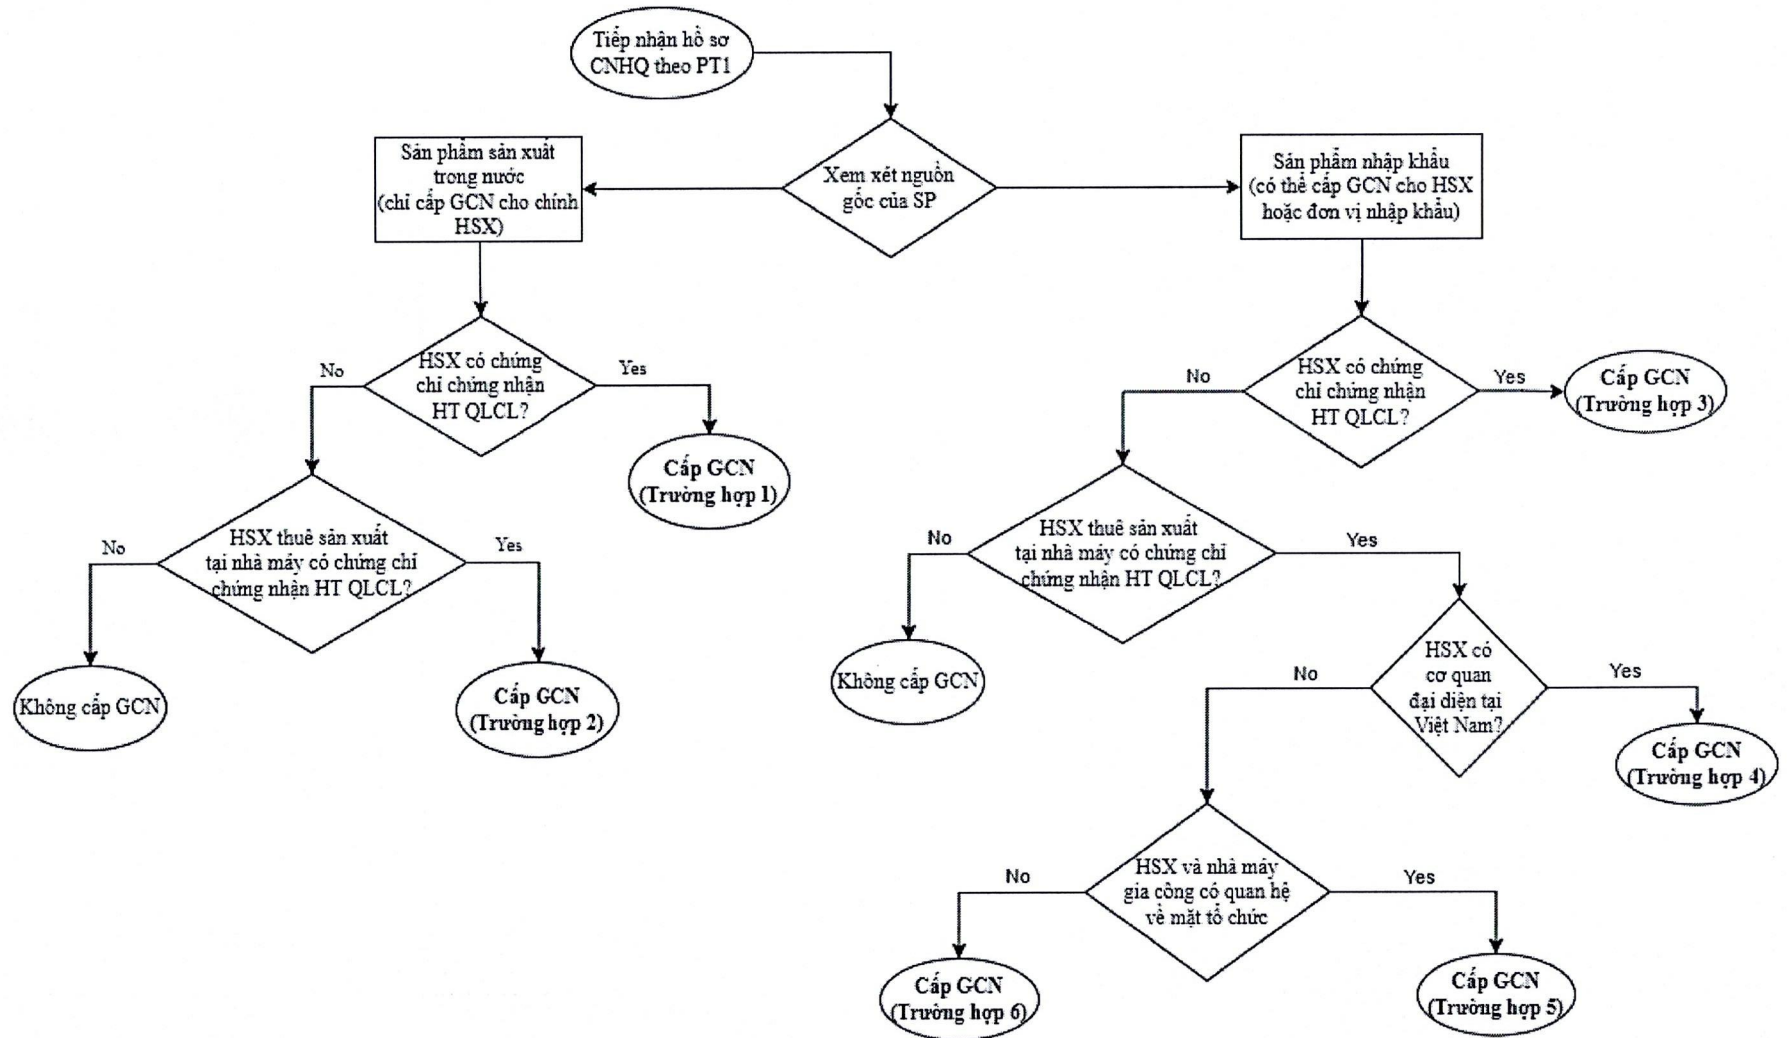 Tiếp nhận hồ sơ
CNHQ theo PT1
Xem xét nguồn
gốc của SP
Sản phẩm sản xuất
trong nước
(chỉ cấp GCN cho chính
HSX)
Sản phẩm nhập khẩu
(có thể cấp GCN cho HSX
hoặc đơn vị nhập khẩu)
HSX có chứng
chỉ chứng nhận
HT QLCL?
No
Yes
Cấp GCN
(Trường hợp 1)
HSX thuê sản xuất
tại nhà máy có chứng chỉ
chứng nhận HT QLCL?
No
Yes
Không cấp GCN
Cấp GCN
(Trường hợp 2)
HSX có chứng
chỉ chứng nhận
HT QLCL?
No
Yes
Cấp GCN
(Trường hợp 3)
HSX thuê sản xuất
tại nhà máy có chứng chỉ
chứng nhận HT QLCL?
No
Yes
Không cấp GCN
HSX có
cơ quan
đại diện tại
Việt Nam?
No
Yes
Cấp GCN
(Trường hợp 4)
HSX và nhà máy
gia công có quan hệ
về mặt tổ chức
No
Yes
Cấp GCN
(Trường hợp 6)
Cấp GCN
(Trường hợp 5)